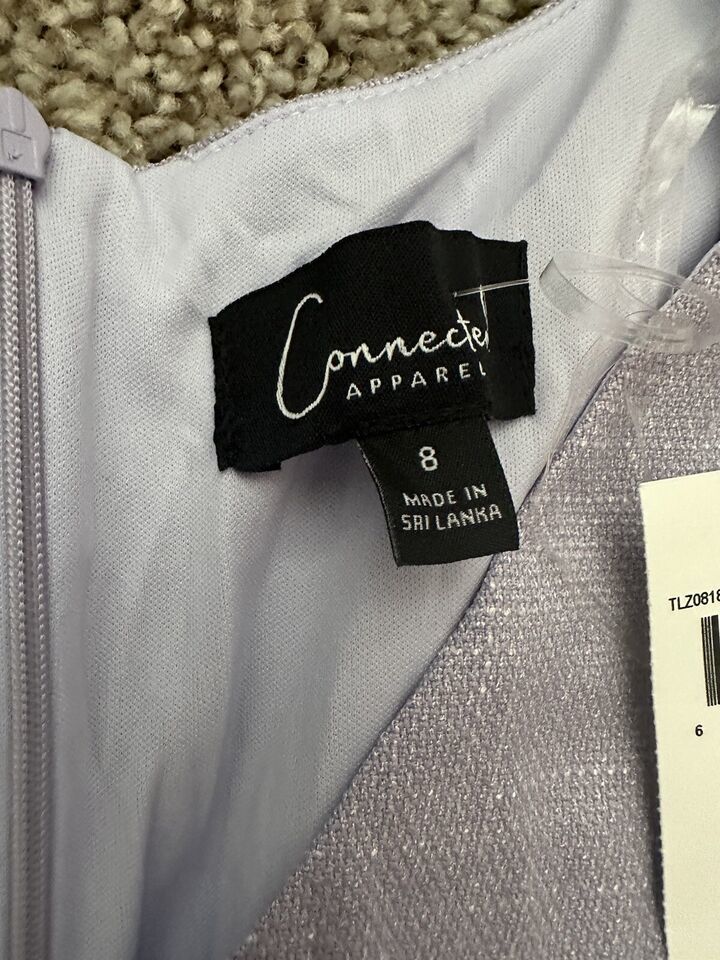 Connected
APPAREL
8
MADE IN
SRI LANKA
TLZ0818
6